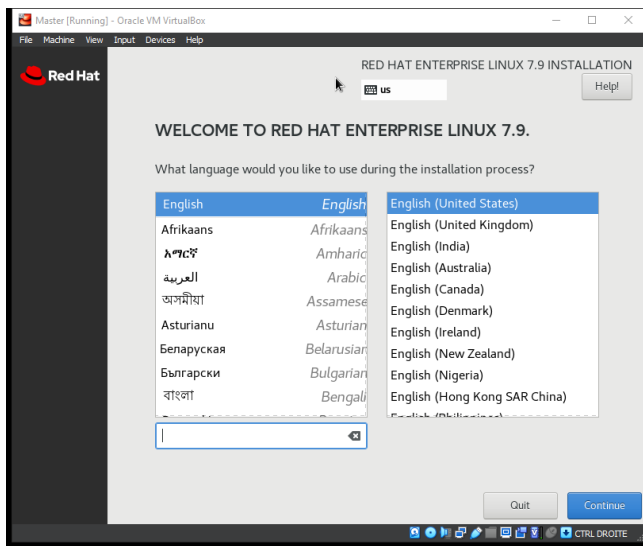 Master [Running] - Oracle VM VirtualBox
File Machine View Input Devices Help
Red Hat
RED HAT ENTERPRISE LINUX 7.9 INSTALLATION
us
Help!
WELCOME TO RED HAT ENTERPRISE LINUX 7.9.
What language would you like to use during the installation process?
English English
Afrikaans Afrikaans
አማርኛ Amharic
العربية Arabic
অসমীয়া Assamese
Asturianu Asturian
Беларуская Belarusian
Български Bulgarian
বাংলা Bengali
English (United States)
English (United Kingdom)
English (India)
English (Australia)
English (Canada)
English (Denmark)
English (Ireland)
English (New Zealand)
English (Nigeria)
English (Hong Kong SAR China)
English (Philippines)
Quit
Continue
CTRL DROITE